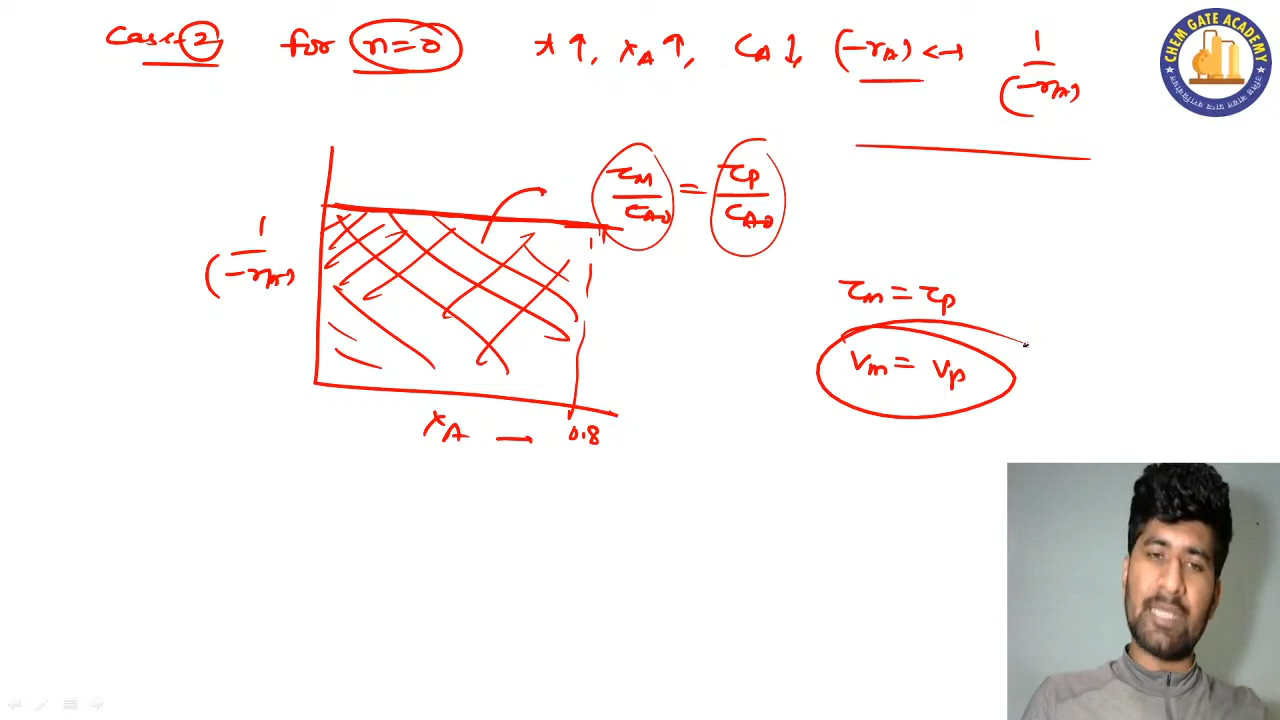 Case-2 for n=0 t↑, xA↑, CA↓, (-rA) ↔ 1/(-rA)
τM/CA0 = τP/CA0
1/(-rA)
τm = τp
Vm = Vp
xA → 0.8
CHEM GATE ACADEMY